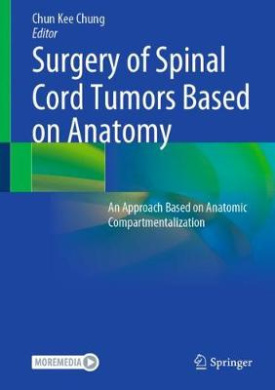 Chun Kee Chung
Editor
Surgery of Spinal
Cord Tumors Based
on Anatomy
An Approach Based on Anatomic
Compartmentalization
MOREMEDIA
Springer